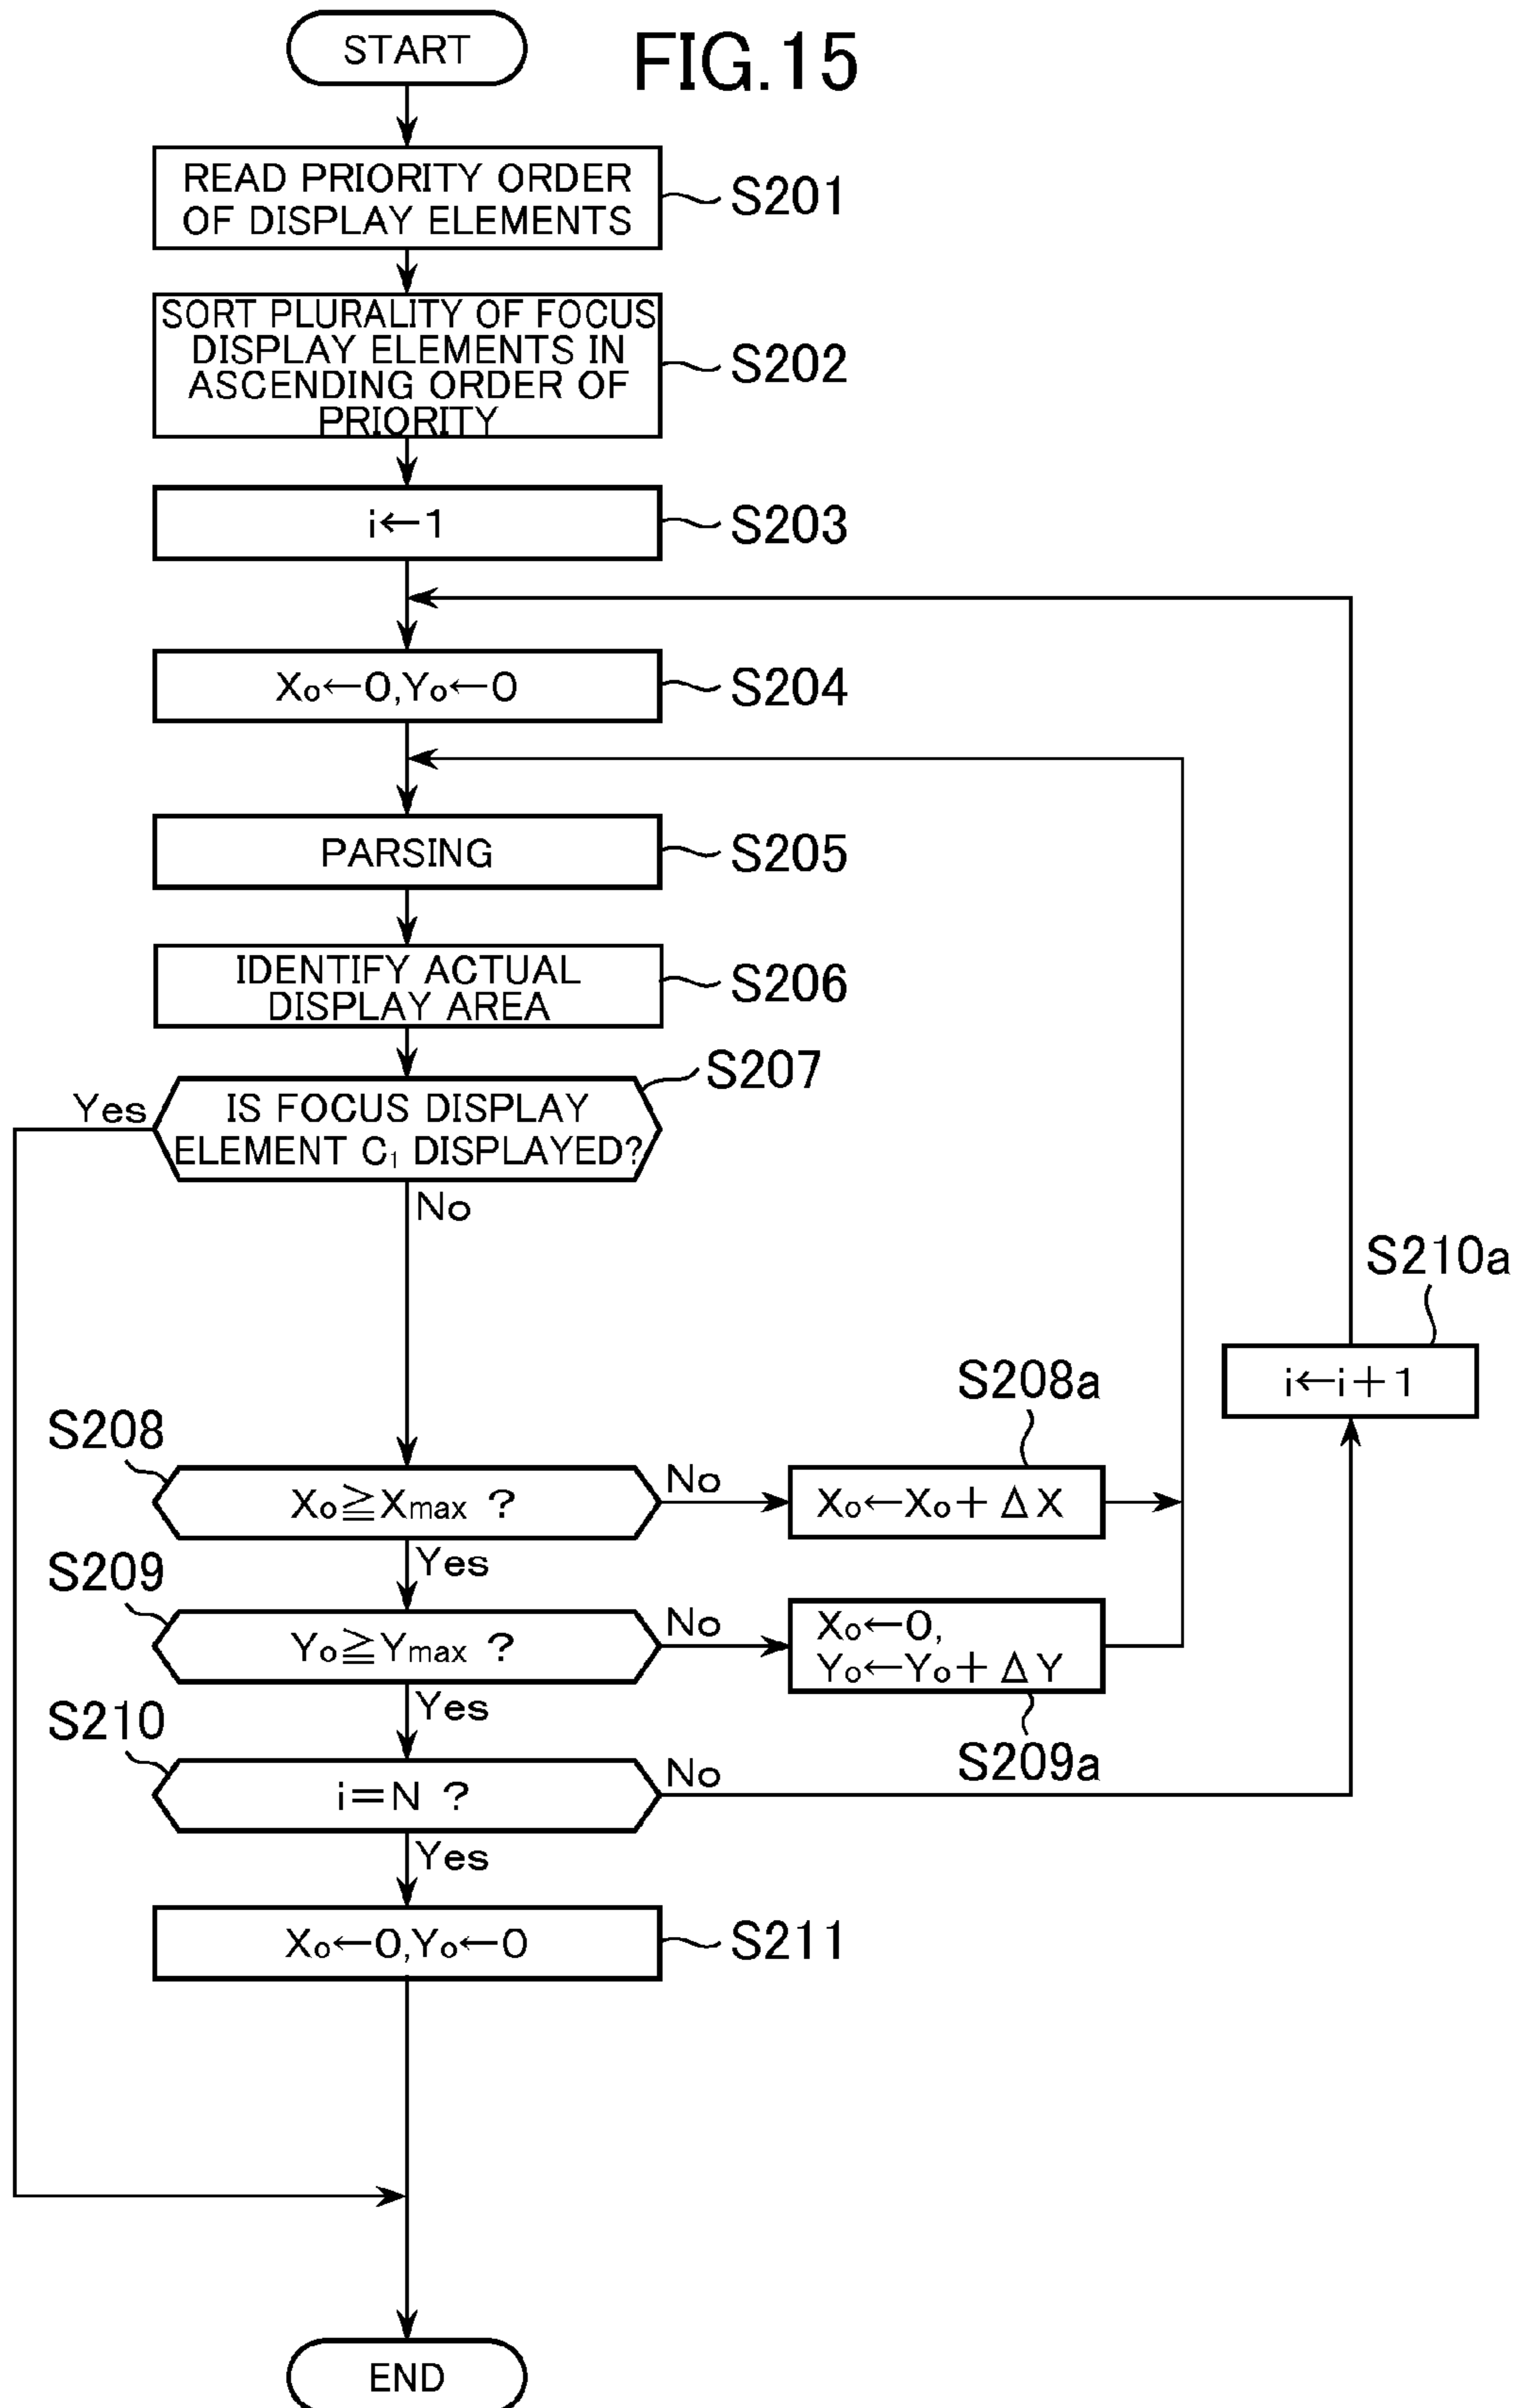 START
FIG.15
READ PRIORITY ORDER
OF DISPLAY ELEMENTS
S201
SORT PLURALITY OF FOCUS
DISPLAY ELEMENTS IN
ASCENDING ORDER OF
PRIORITY
S202
i←1
S203
X₀←0,Y₀←0
S204
PARSING
S205
IDENTIFY ACTUAL
DISPLAY AREA
S206
S207
Yes
IS FOCUS DISPLAY
ELEMENT C₁ DISPLAYED?
No
S210a
i←i+1
S208a
S208
X₀≧Xmax ?
No
X₀←X₀+ΔX
Yes
S209
Y₀≧Ymax ?
No
X₀←0,
Y₀←Y₀+ΔY
Yes
S209a
S210
i=N ?
No
Yes
X₀←0,Y₀←0
S211
END